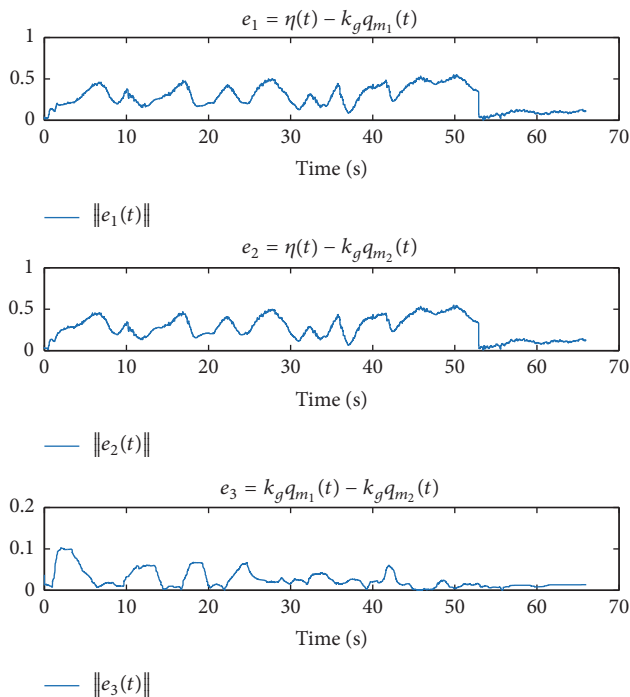 e₁ = η(t) − k_g q_{m₁}(t)
1
0.5
0
0 10 20 30 40 50 60 70
Time (s)
‖e₁(t)‖
e₂ = η(t) − k_g q_{m₂}(t)
1
0.5
0
0 10 20 30 40 50 60 70
Time (s)
‖e₂(t)‖
e₃ = k_g q_{m₁}(t) − k_g q_{m₂}(t)
0.2
0.1
0
0 10 20 30 40 50 60 70
Time (s)
‖e₃(t)‖